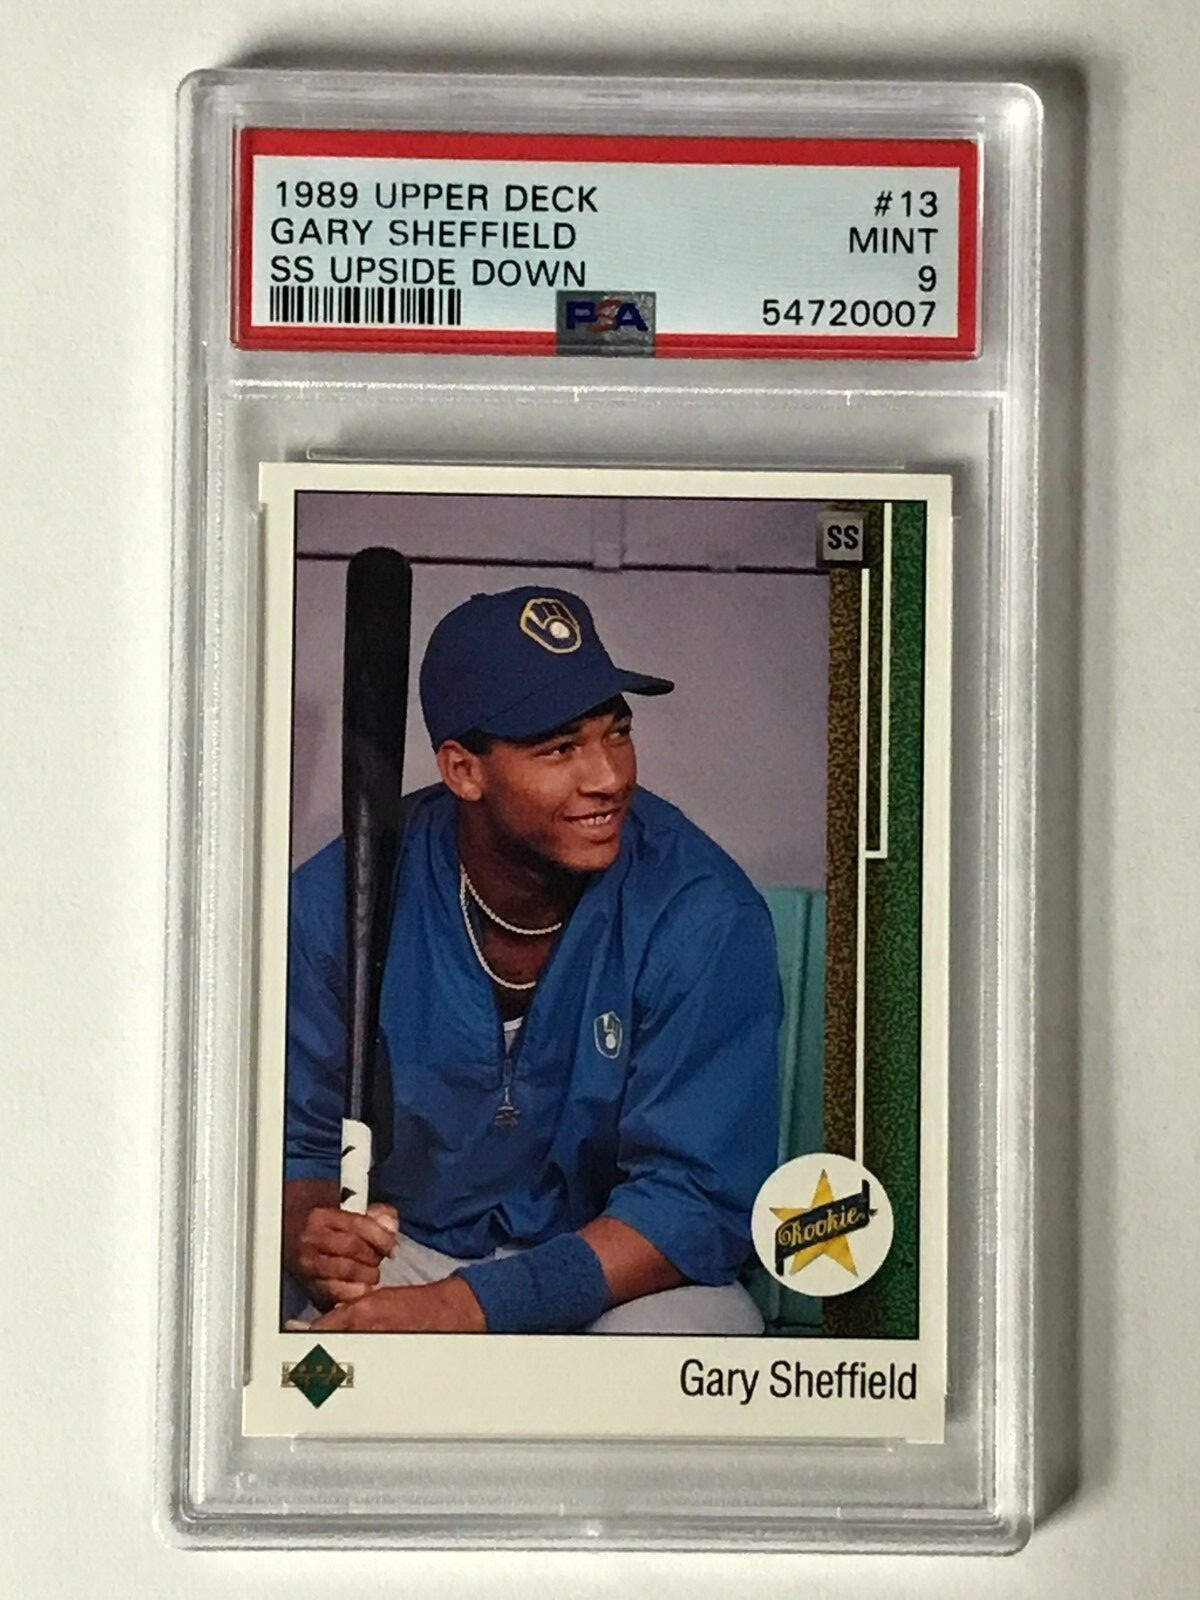 1989 UPPER DECK #13
GARY SHEFFIELD MINT
SS UPSIDE DOWN 9
PSA 54720007
SS
Rookie
Gary Sheffield